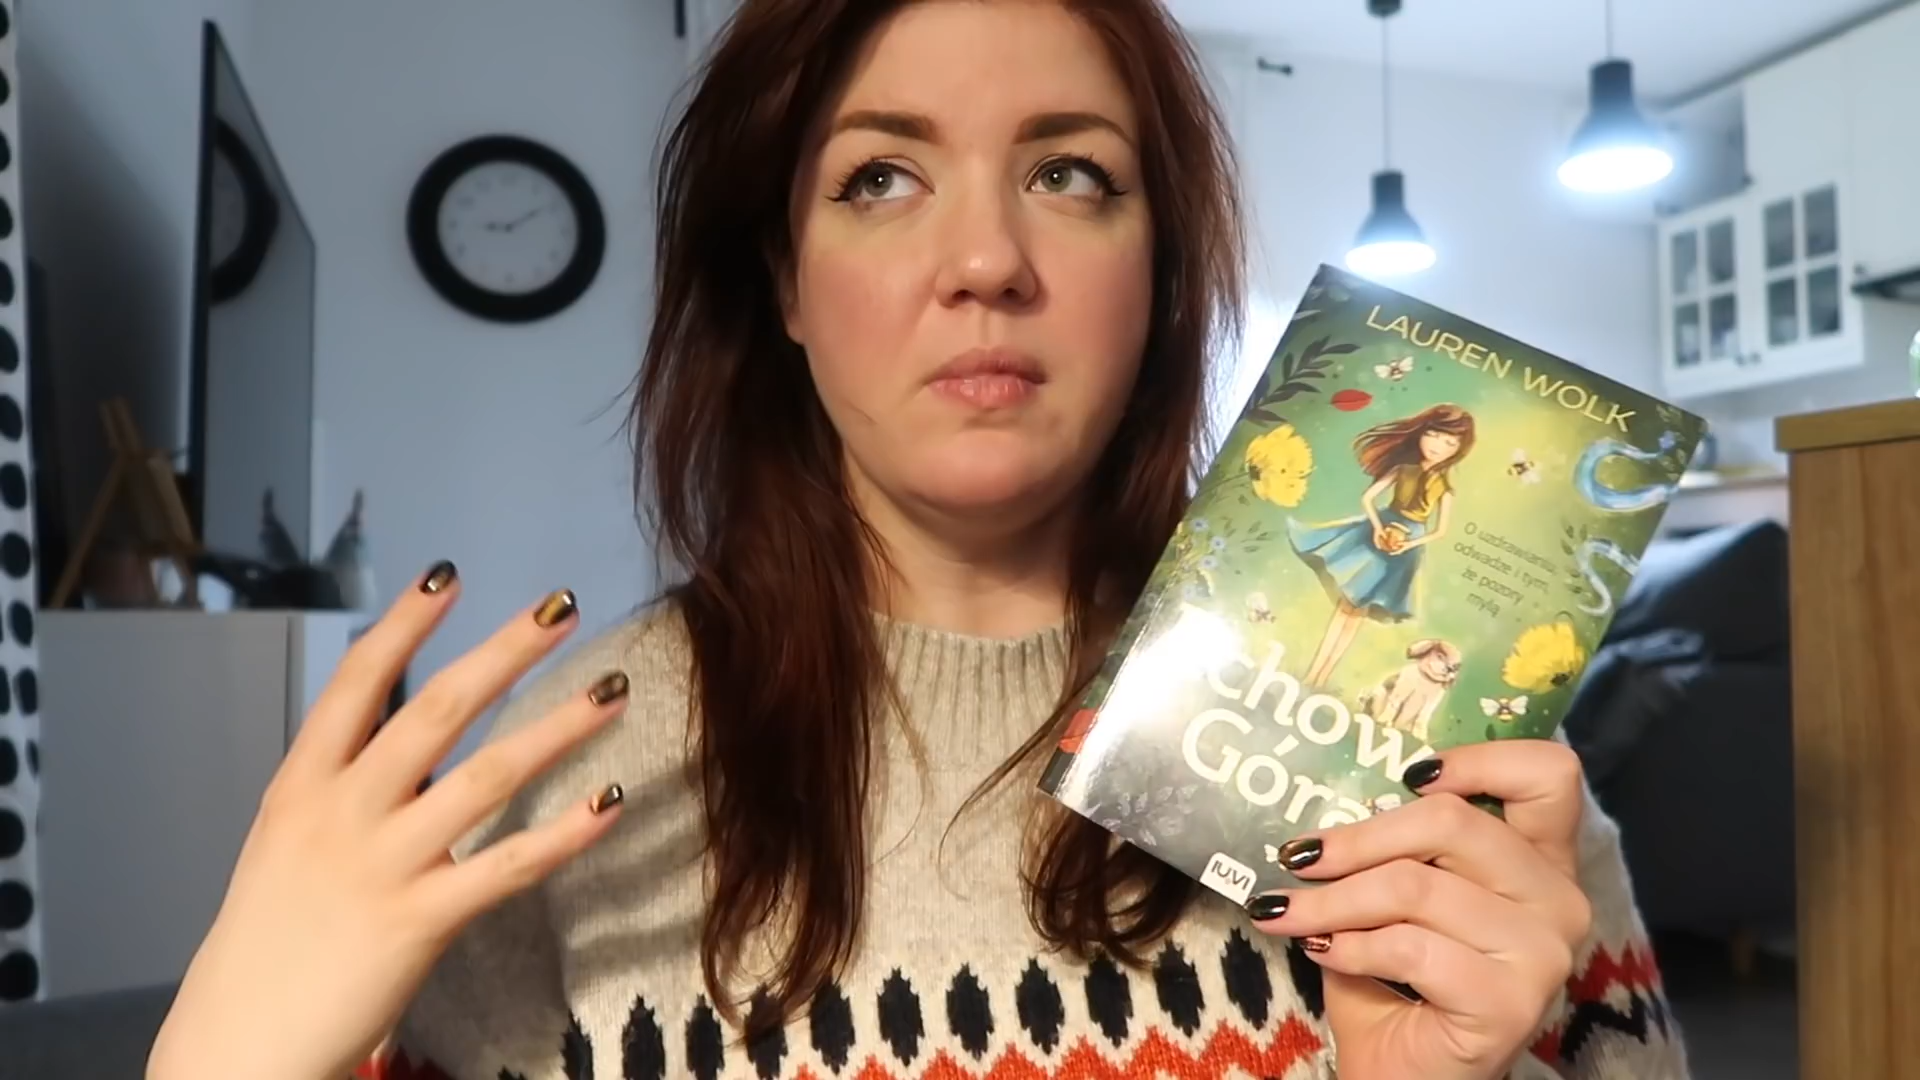 LAUREN WOLK
O uzdrawianiu,
odwadze i tym,
że pozory
mylą
chow
Góra
IUVI